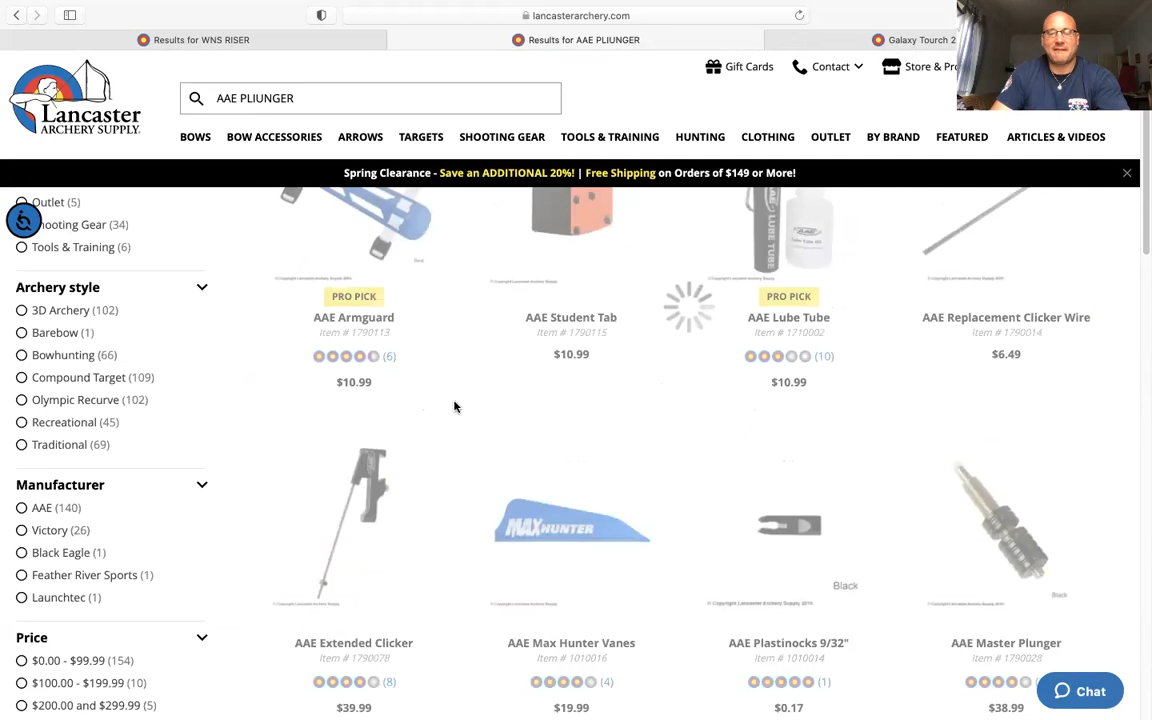 lancasterarchery.com
Results for WNS RISER
Results for AAE PLIUNGER
Galaxy Tourch 2
Gift Cards
Contact
Store & Pro
Lancaster
ARCHERY SUPPLY
AAE PLIUNGER
BOWS BOW ACCESSORIES ARROWS TARGETS SHOOTING GEAR TOOLS & TRAINING HUNTING CLOTHING OUTLET BY BRAND FEATURED ARTICLES & VIDEOS
Spring Clearance - Save an ADDITIONAL 20%! | Free Shipping on Orders of $149 or More!
Outlet (5)
Shooting Gear (34)
Tools & Training (6)
Archery style
3D Archery (102)
Barebow (1)
Bowhunting (66)
Compound Target (109)
Olympic Recurve (102)
Recreational (45)
Traditional (69)
Manufacturer
AAE (140)
Victory (26)
Black Eagle (1)
Feather River Sports (1)
Launchtec (1)
Price
$0.00 - $99.99 (154)
$100.00 - $199.99 (10)
$200.00 and $299.99 (5)
PRO PICK
AAE Armguard
Item # 1790113
(6)
$10.99
AAE Student Tab
Item # 1790115
$10.99
LUBE TUBE
PRO PICK
AAE Lube Tube
Item # 1710002
(10)
$10.99
AAE Replacement Clicker Wire
Item # 1790014
$6.49
AAE Extended Clicker
Item # 1790078
(8)
$39.99
MAXHUNTER
AAE Max Hunter Vanes
Item # 1010016
(4)
$19.99
Black
AAE Plastinocks 9/32"
Item # 1010014
(1)
$0.17
Black
AAE Master Plunger
Item # 1790028
$38.99
Chat